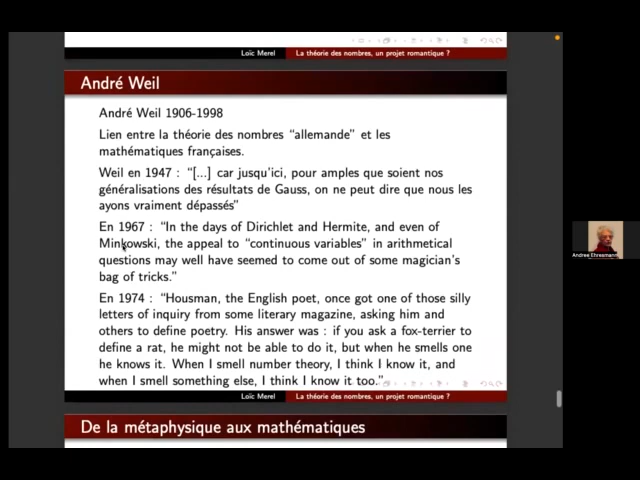 Loïc Merel La théorie des nombres, un projet romantique ?
André Weil
André Weil 1906-1998
Lien entre la théorie des nombres “allemande” et les
mathématiques françaises.
Weil en 1947 : “[...] car jusqu'ici, pour amples que soient nos
généralisations des résultats de Gauss, on ne peut dire que nous les
ayons vraiment dépassés”
En 1967 : “In the days of Dirichlet and Hermite, and even of
Minkowski, the appeal to “continuous variables” in arithmetical
questions may well have seemed to come out of some magician's
bag of tricks.”
En 1974 : “Housman, the English poet, once got one of those silly
letters of inquiry from some literary magazine, asking him and
others to define poetry. His answer was : if you ask a fox-terrier to
define a rat, he might not be able to do it, but when he smells one
he knows it. When I smell number theory, I think I know it, and
when I smell something else, I think I know it too.”
Loïc Merel La théorie des nombres, un projet romantique ?
De la métaphysique aux mathématiques
Andree Ehresmann